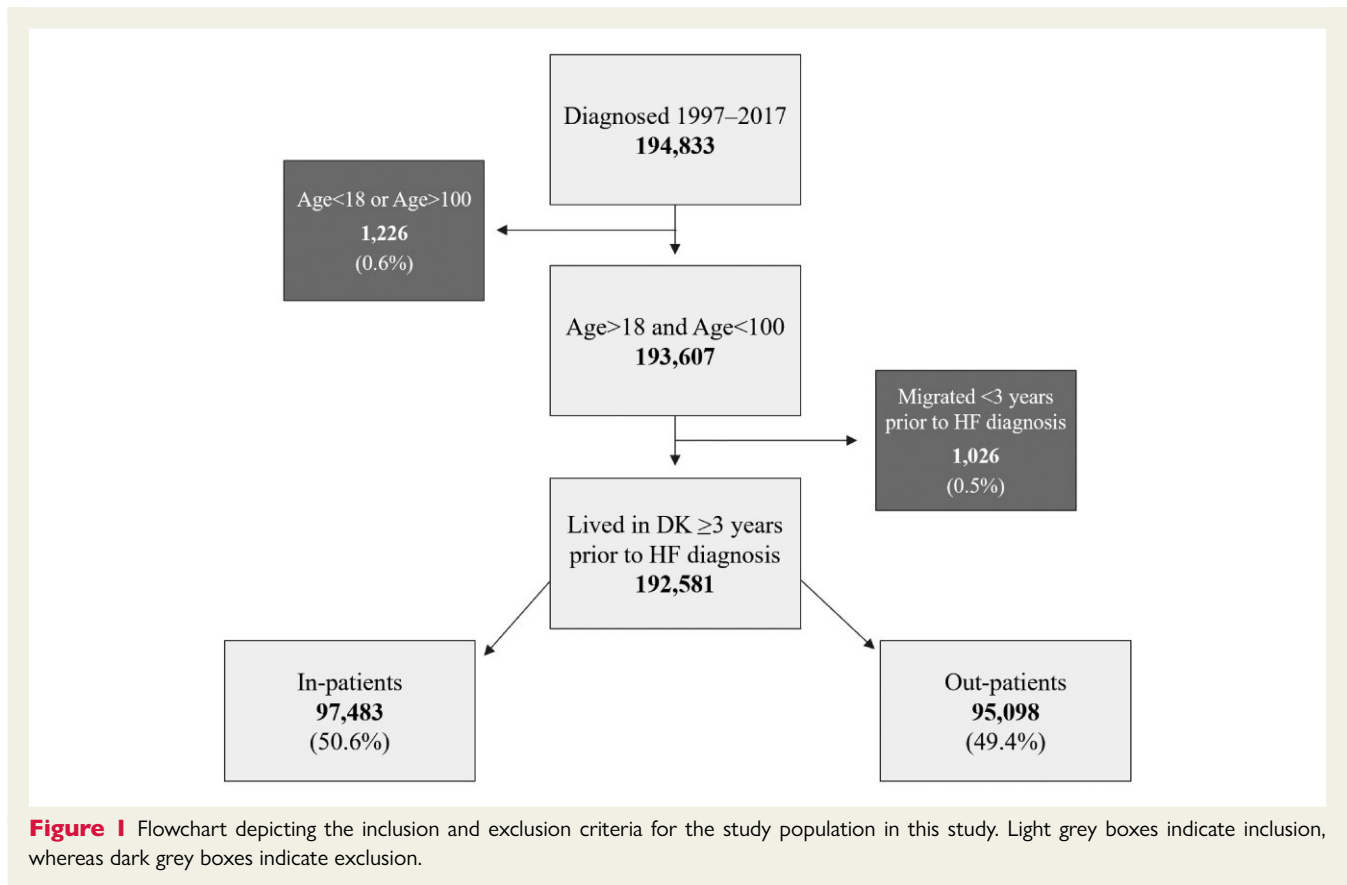 Diagnosed 1997–2017
194,833
Age<18 or Age>100
1,226
(0.6%)
Age>18 and Age<100
193,607
Migrated <3 years
prior to HF diagnosis
1,026
(0.5%)
Lived in DK ≥3 years
prior to HF diagnosis
192,581
In-patients
97,483
(50.6%)
Out-patients
95,098
(49.4%)
Figure 1 Flowchart depicting the inclusion and exclusion criteria for the study population in this study. Light grey boxes indicate inclusion,
whereas dark grey boxes indicate exclusion.